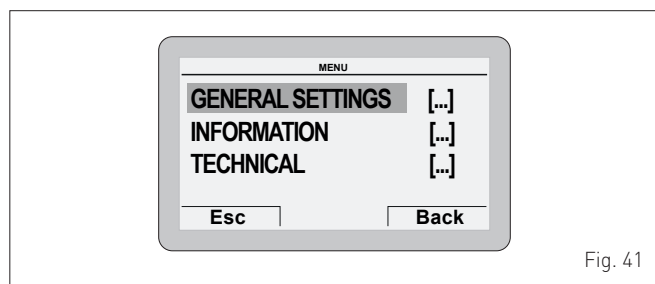 MENU
GENERAL SETTINGS [...]
INFORMATION [...]
TECHNICAL [...]
Esc Back
Fig. 41